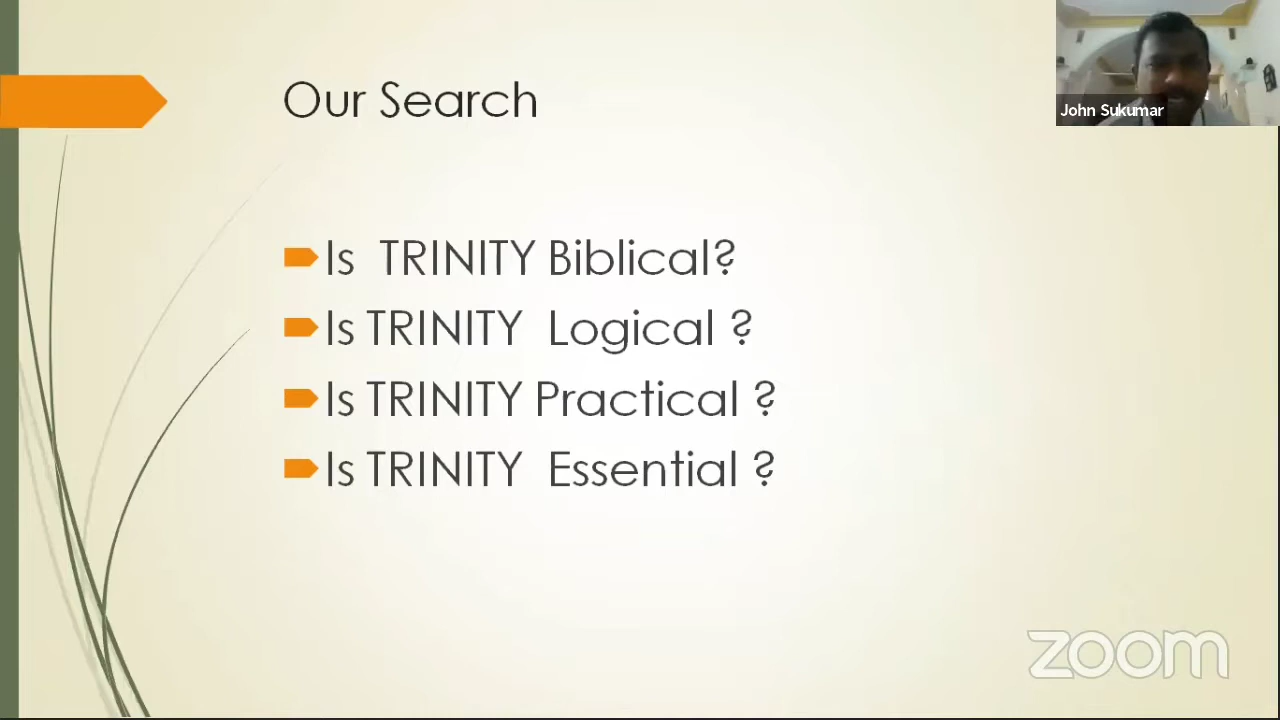 Our Search
John Sukumar
Is TRINITY Biblical?
Is TRINITY Logical ?
Is TRINITY Practical ?
Is TRINITY Essential ?
zoom